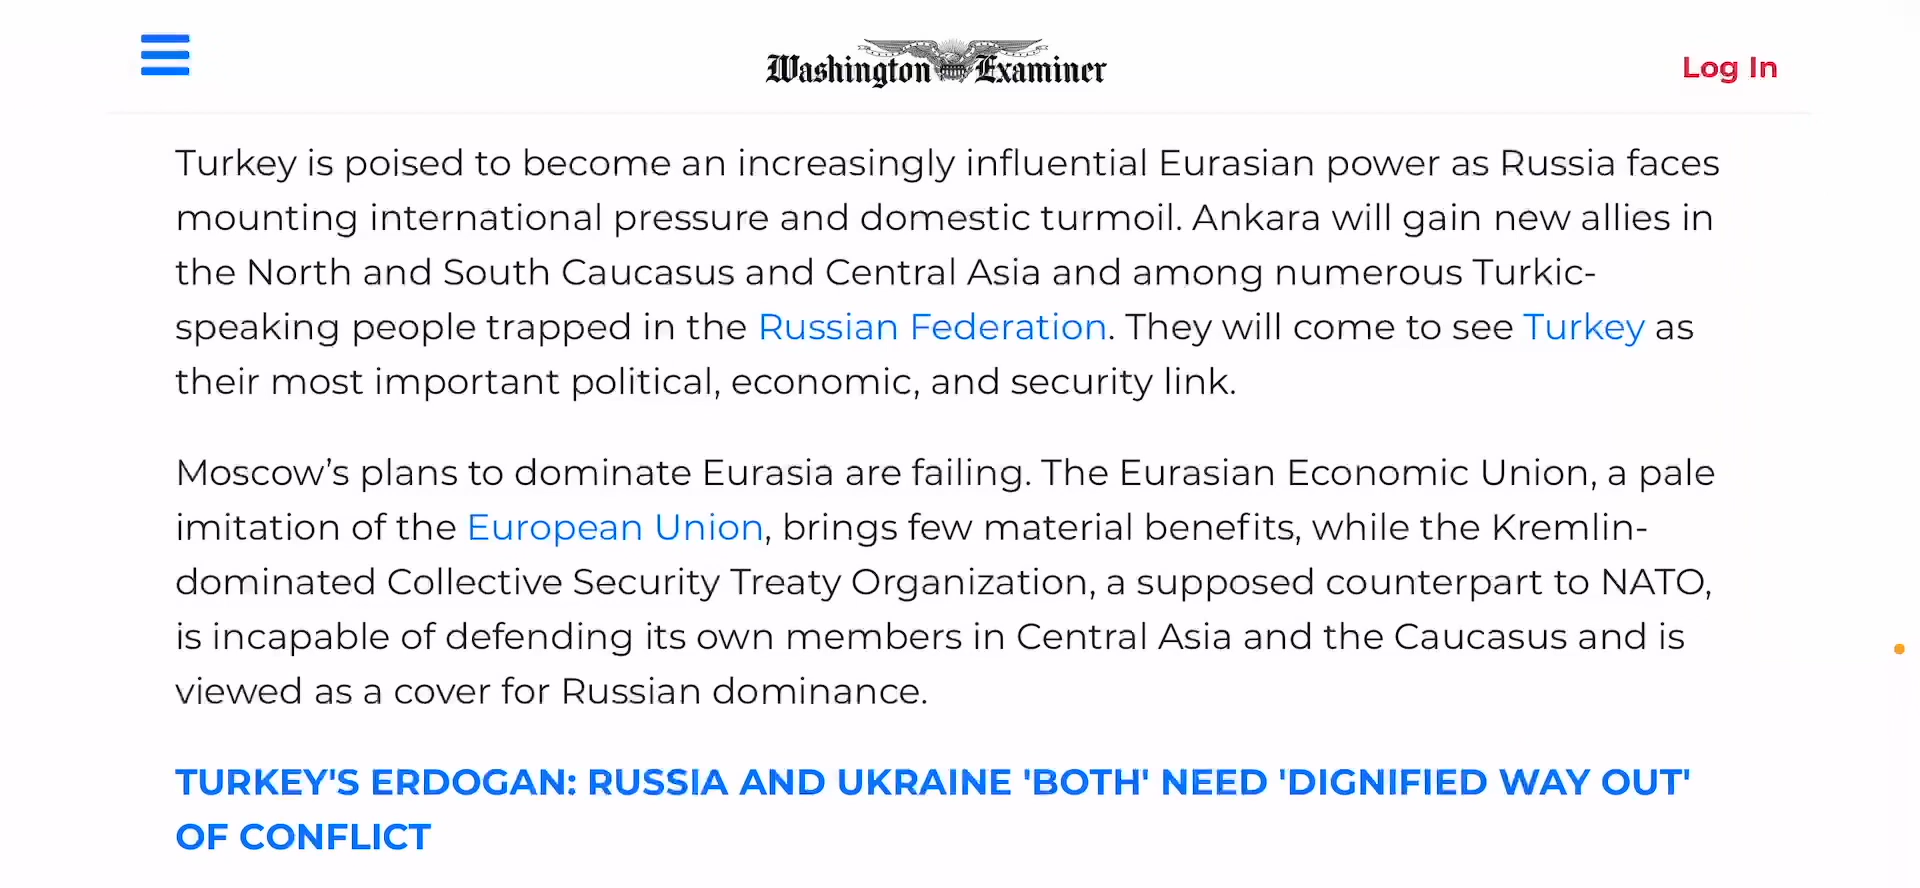 Washington Examiner
Log In
Turkey is poised to become an increasingly influential Eurasian power as Russia faces
mounting international pressure and domestic turmoil. Ankara will gain new allies in
the North and South Caucasus and Central Asia and among numerous Turkic-
speaking people trapped in the Russian Federation. They will come to see Turkey as
their most important political, economic, and security link.
Moscow’s plans to dominate Eurasia are failing. The Eurasian Economic Union, a pale
imitation of the European Union, brings few material benefits, while the Kremlin-
dominated Collective Security Treaty Organization, a supposed counterpart to NATO,
is incapable of defending its own members in Central Asia and the Caucasus and is
viewed as a cover for Russian dominance.
TURKEY'S ERDOGAN: RUSSIA AND UKRAINE 'BOTH' NEED 'DIGNIFIED WAY OUT'
OF CONFLICT